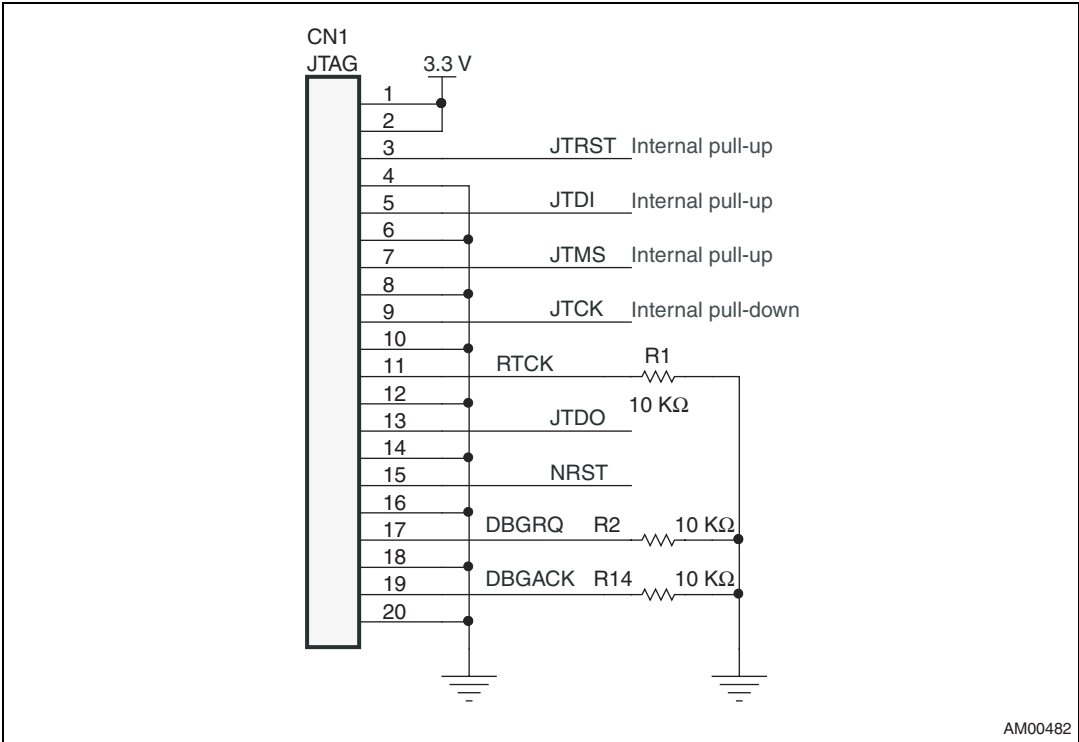 CN1
JTAG
3.3 V
1
2
3 JTRST Internal pull-up
4
5 JTDI Internal pull-up
6
7 JTMS Internal pull-up
8
9 JTCK Internal pull-down
10
11 RTCK R1
10 KΩ
12
13 JTDO
14
15 NRST
16
17 DBGRQ R2 10 KΩ
18
19 DBGACK R14 10 KΩ
20
AM00482